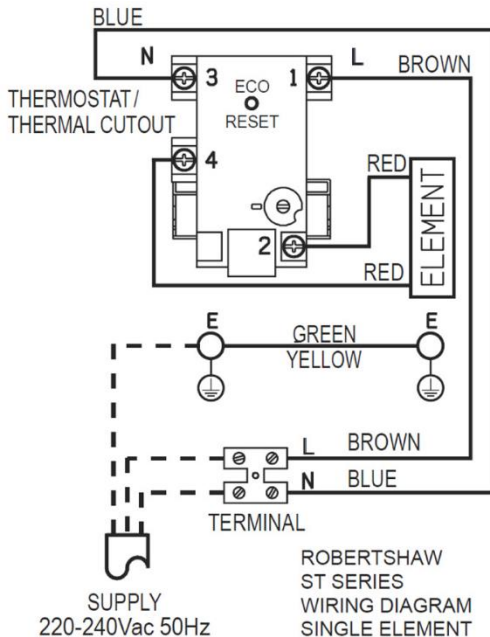 BLUE
N
L
BROWN
3
ECO
1
RESET
THERMOSTAT/
THERMAL CUTOUT
4
RED
2
ELEMENT
RED
E
GREEN
YELLOW
E
L
BROWN
N
BLUE
TERMINAL
SUPPLY
220-240Vac 50Hz
ROBERTSHAW
ST SERIES
WIRING DIAGRAM
SINGLE ELEMENT